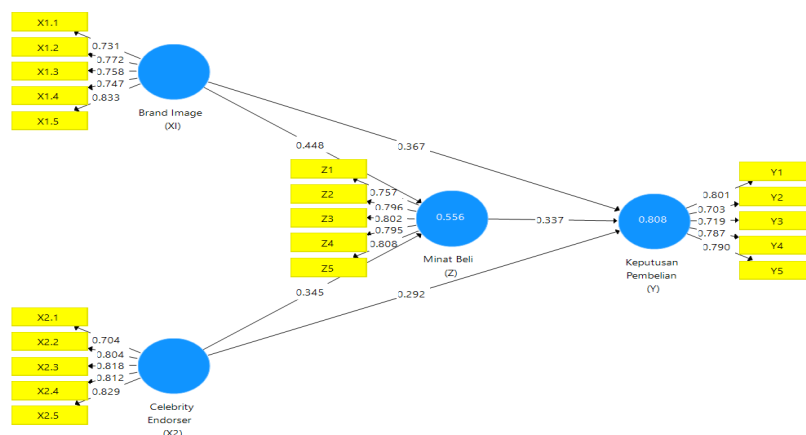 X1.1
X1.2
X1.3
X1.4
X1.5
0.731
0.772
0.758
0.747
0.833
Brand Image
(XI)
0.448
0.367
Z1
Z2
Z3
Z4
Z5
0.757
0.796
0.802
0.795
0.808
0.556
Minat Beli
(Z)
0.337
0.808
Keputusan
Pembelian
(Y)
0.801
0.703
0.719
0.787
0.790
Y1
Y2
Y3
Y4
Y5
0.345
0.292
X2.1
X2.2
X2.3
X2.4
X2.5
0.704
0.804
0.818
0.812
0.829
Celebrity
Endorser
(X2)